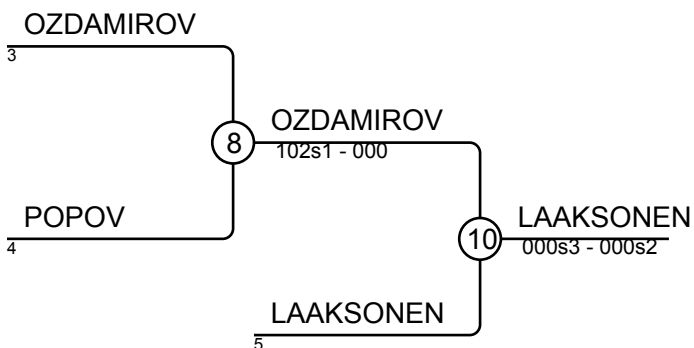 OZDAMIROV
3
8
OZDAMIROV
102s1 - 000
POPOV
4
10
LAAKSONEN
000s3 - 000s2
LAAKSONEN
5